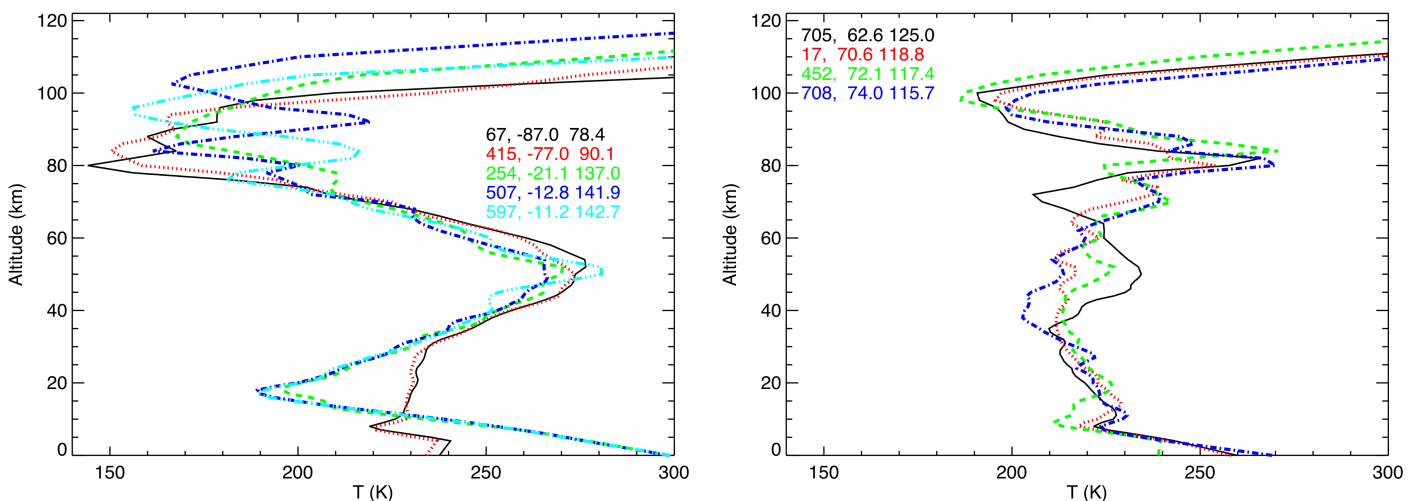 120
100
80
60
40
20
0
Altitude (km)
67, -87.0 78.4
415, -77.0 90.1
254, -21.1 137.0
507, -12.8 141.9
597, -11.2 142.7
150 200 250 300
T (K)
120
100
80
60
40
20
0
Altitude (km)
705, 62.6 125.0
17, 70.6 118.8
452, 72.1 117.4
708, 74.0 115.7
150 200 250 300
T (K)